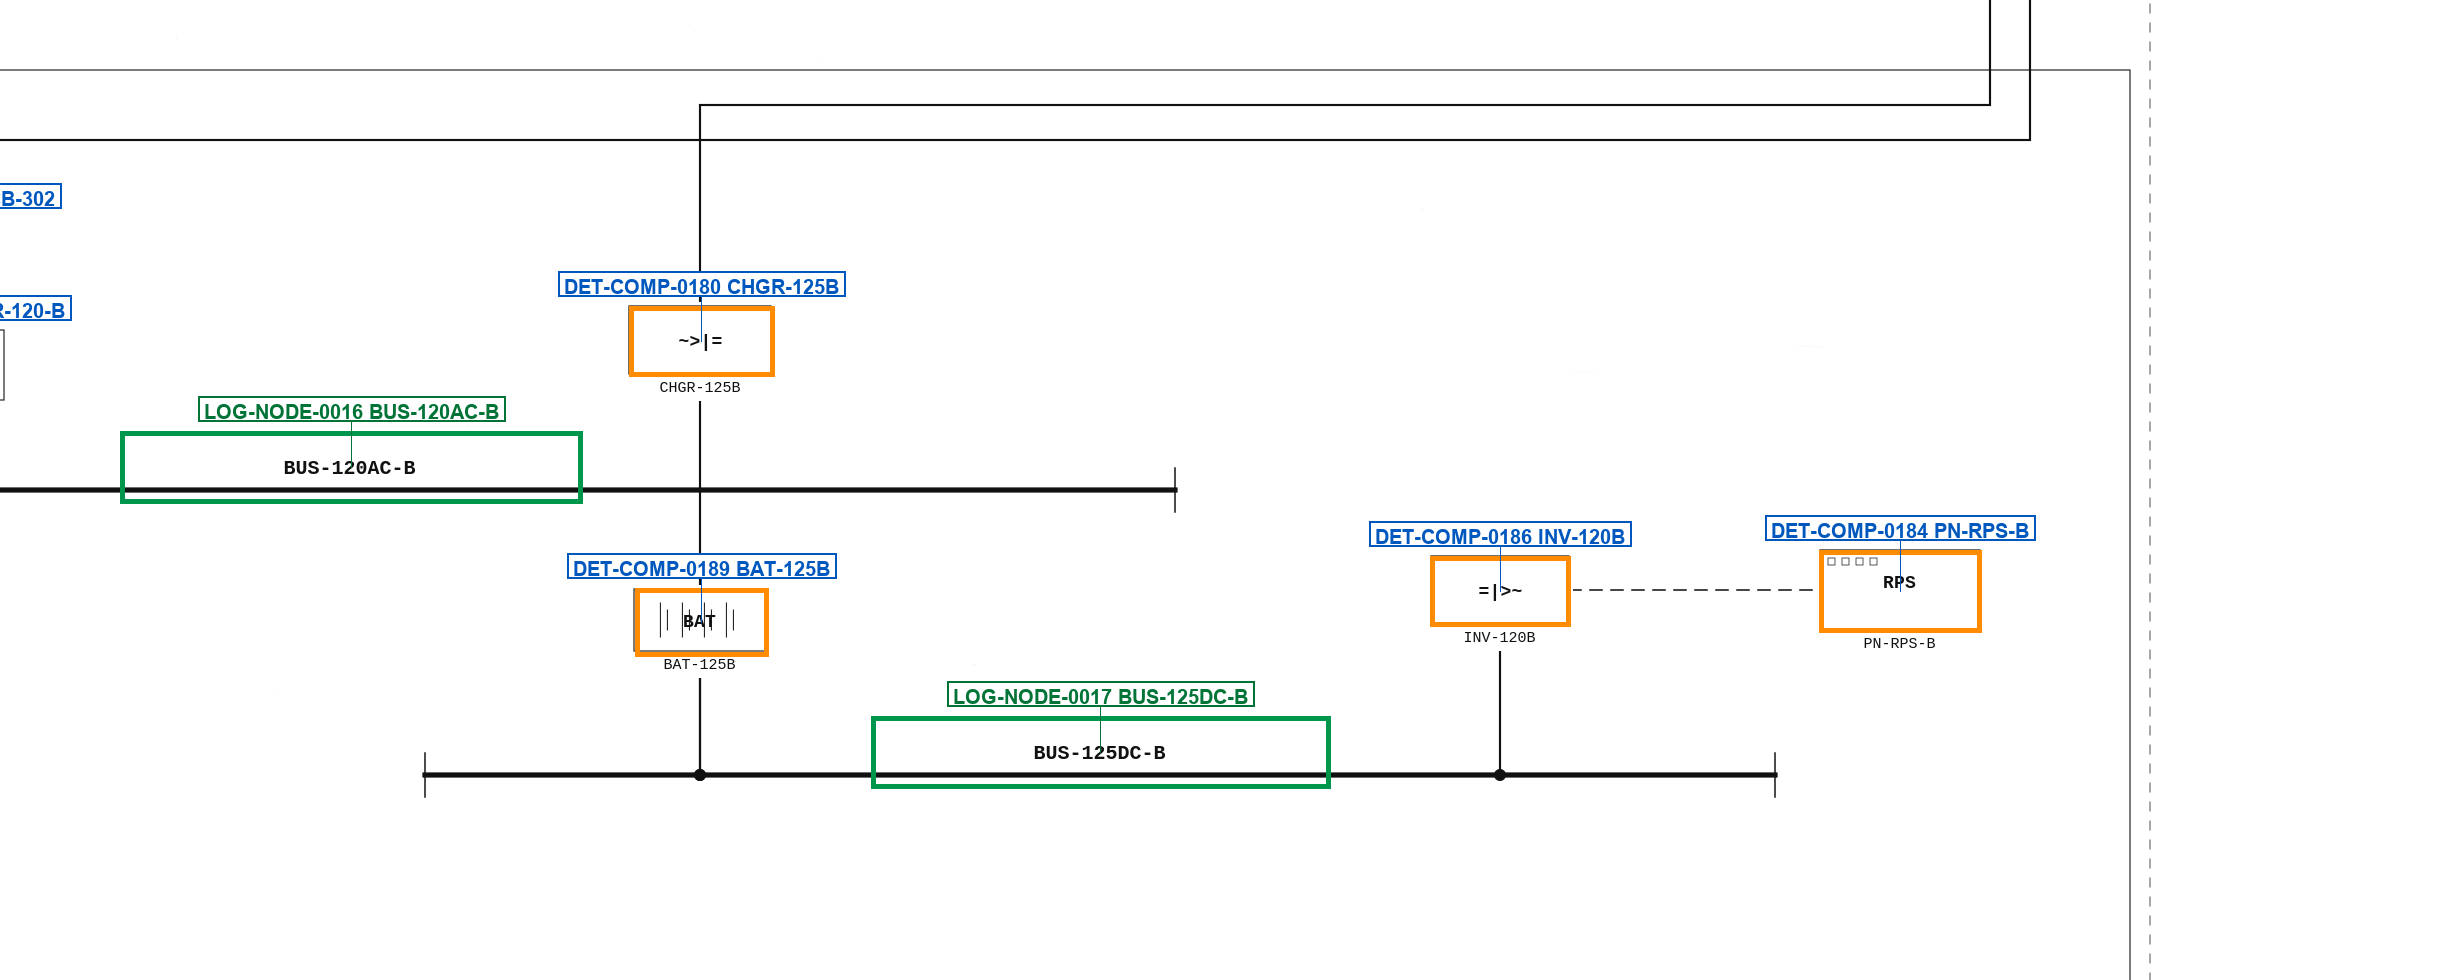 B-302
DET-COMP-0180 CHGR-125B
R-120-B
~>|=
CHGR-125B
LOG-NODE-0016 BUS-120AC-B
BUS-120AC-B
DET-COMP-0184 PN-RPS-B
DET-COMP-0186 INV-120B
DET-COMP-0189 BAT-125B
RPS
=|>~
BAT
INV-120B
PN-RPS-B
BAT-125B
LOG-NODE-0017 BUS-125DC-B
BUS-125DC-B